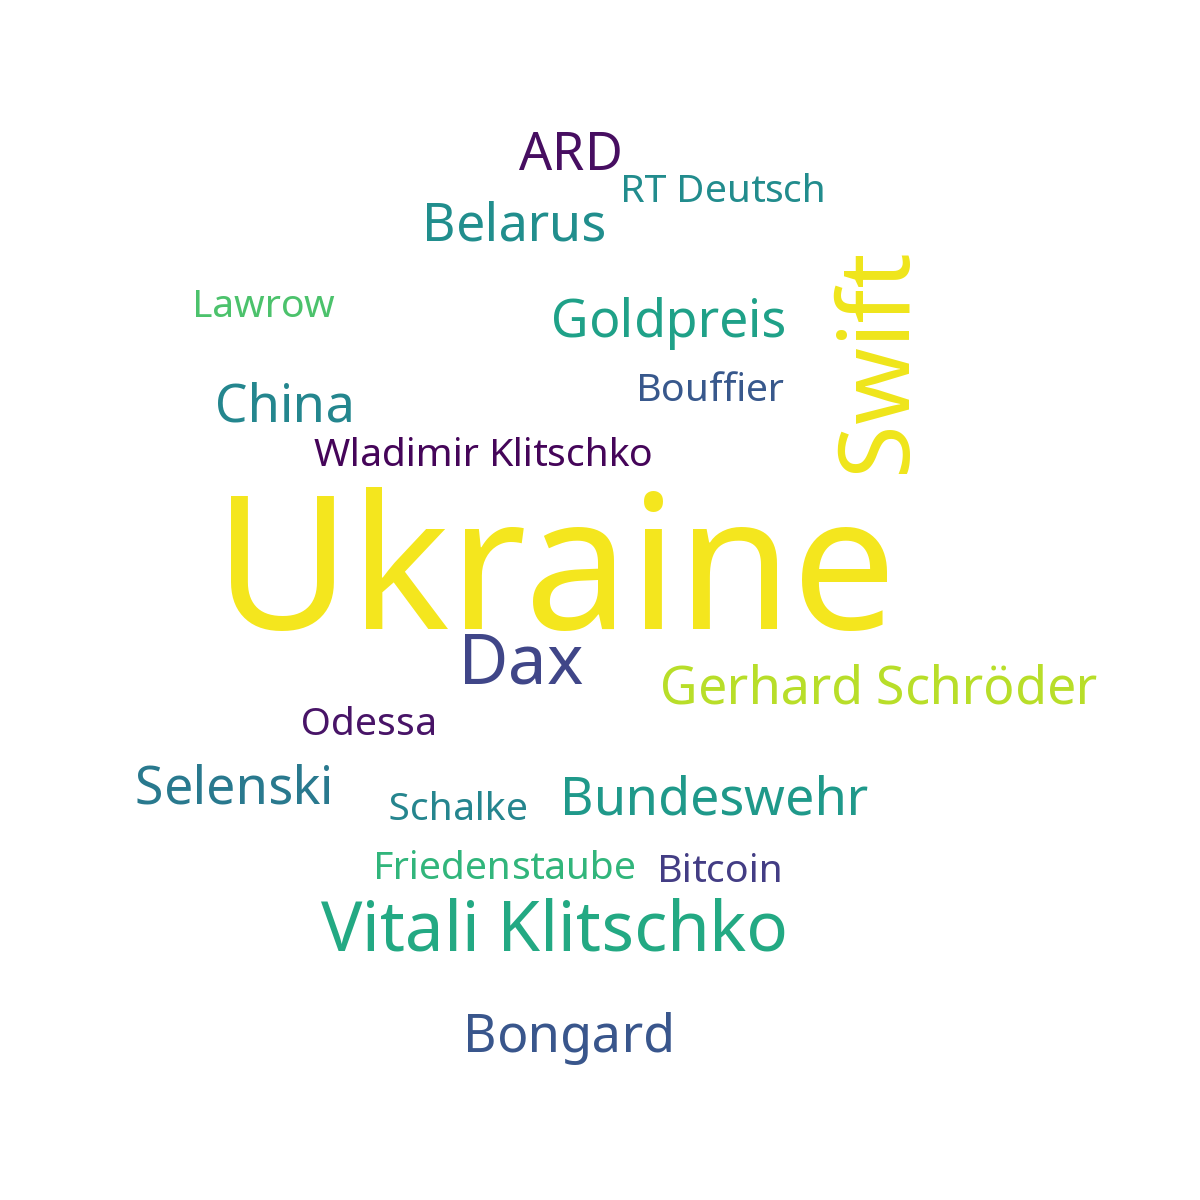 ARD
RT Deutsch
Belarus
Swift
Lawrow
Goldpreis
Bouffier
China
Wladimir Klitschko
Ukraine
Dax
Gerhard Schröder
Odessa
Selenski
Schalke
Bundeswehr
Friedenstaube
Bitcoin
Vitali Klitschko
Bongard